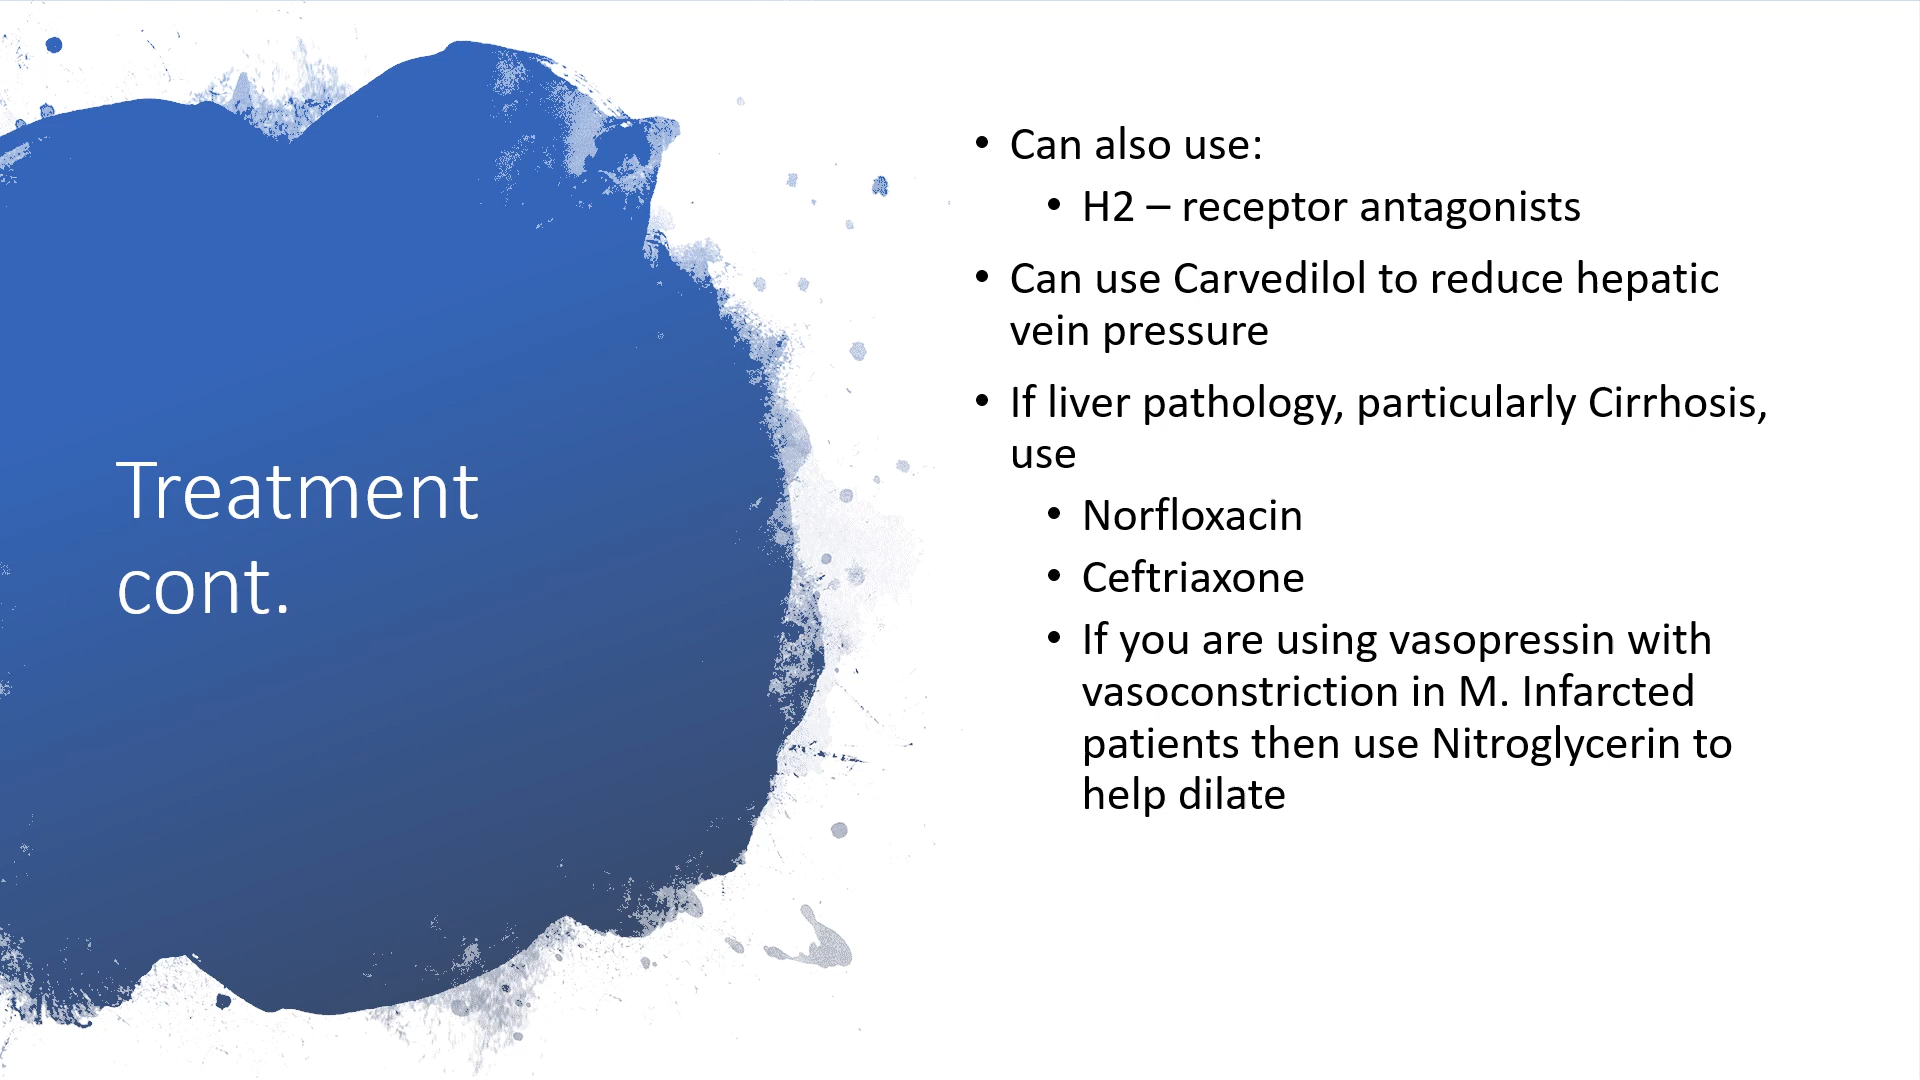 Treatment
cont.
• Can also use:
• H2 – receptor antagonists
• Can use Carvedilol to reduce hepatic
vein pressure
• If liver pathology, particularly Cirrhosis,
use
• Norfloxacin
• Ceftriaxone
• If you are using vasopressin with
vasoconstriction in M. Infarcted
patients then use Nitroglycerin to
help dilate